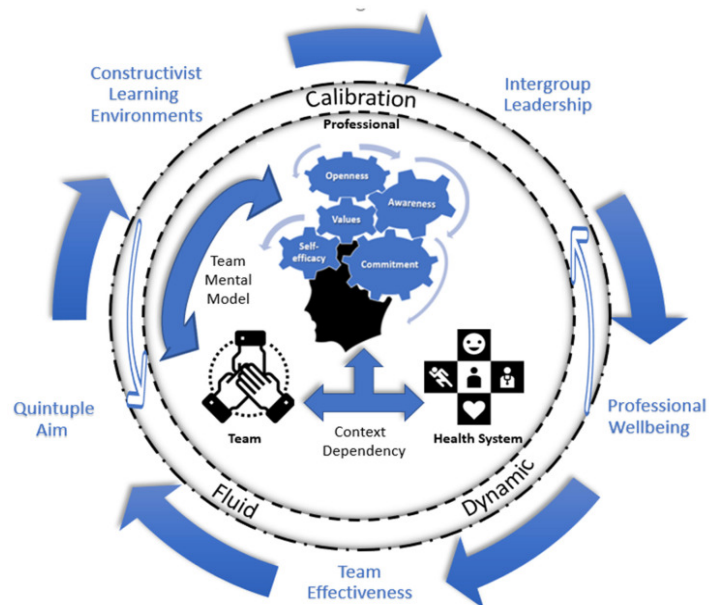 Constructivist
Learning
Environments
Intergroup
Leadership
Calibration
Professional
Openness
Awareness
Values
Self-
efficacy
Commitment
Team
Mental
Model
Quintuple
Aim
Team
Context
Dependency
Health System
Professional
Wellbeing
Fluid
Dynamic
Team
Effectiveness